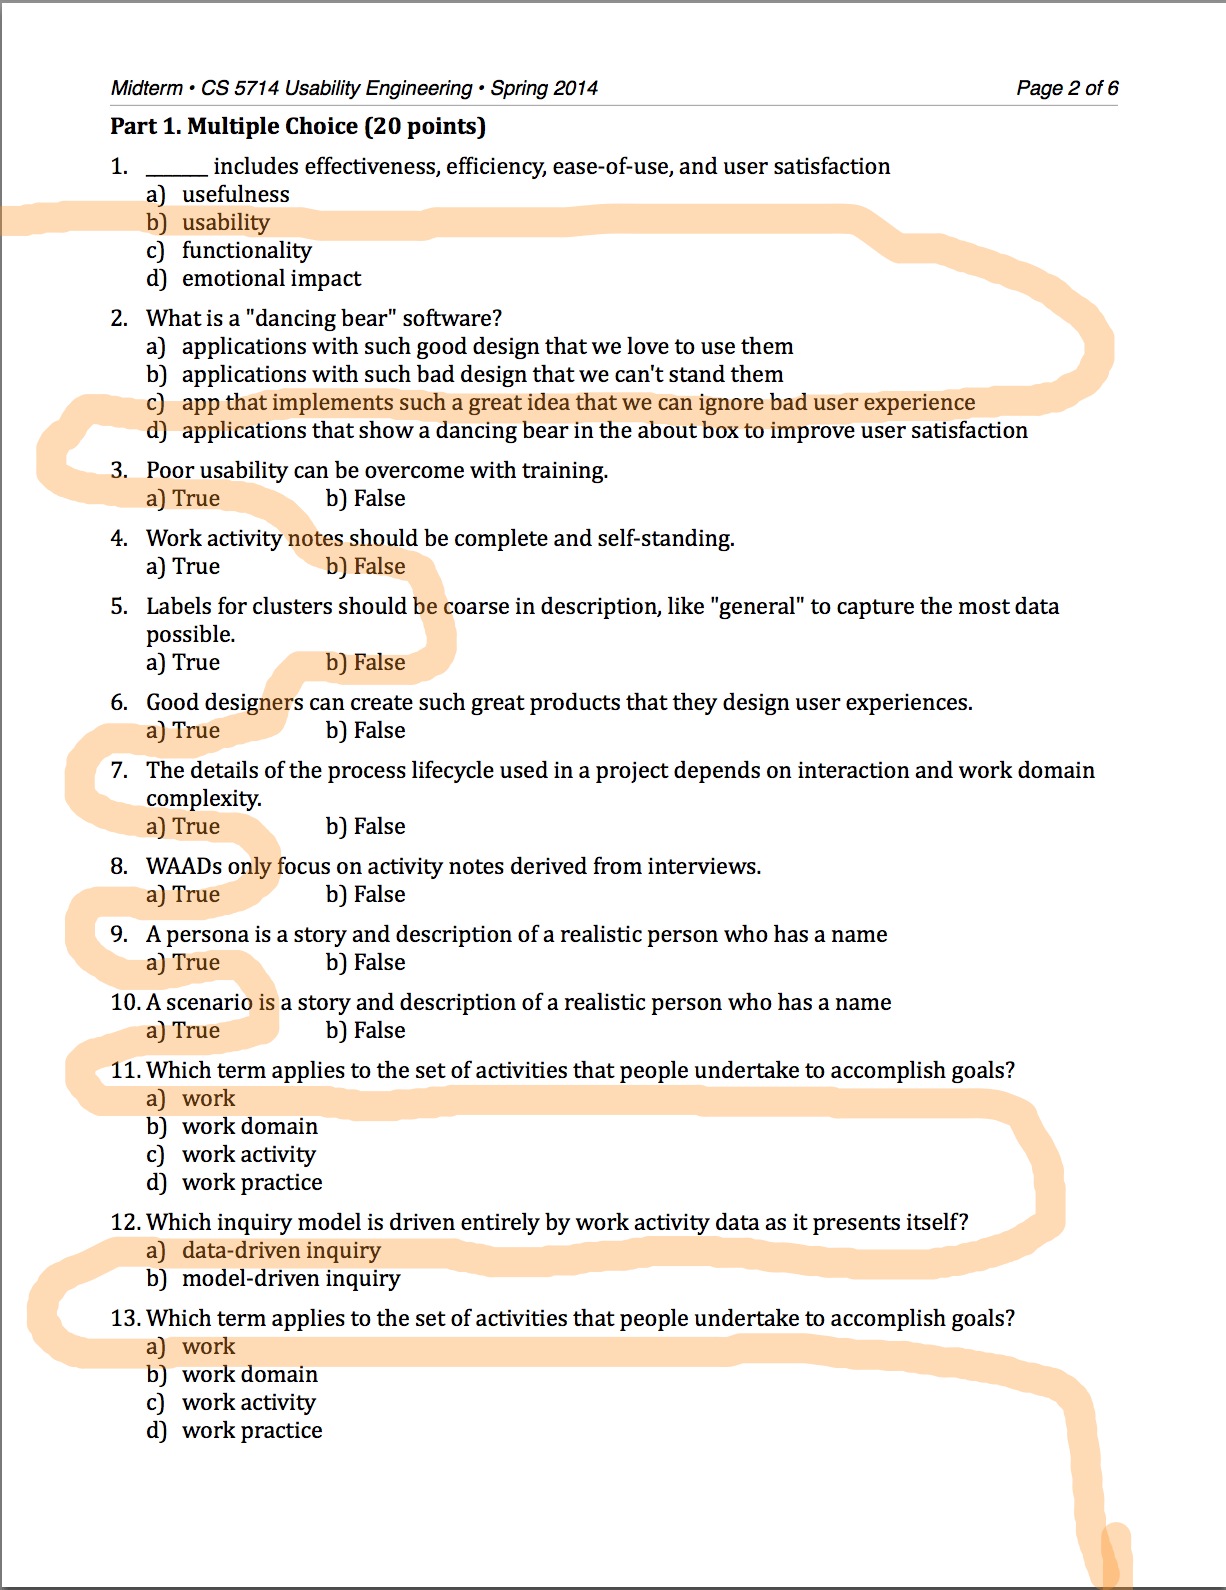 Midterm • CS 5714 Usability Engineering • Spring 2014 Page 2 of 6
Part 1. Multiple Choice (20 points)
1. ______ includes effectiveness, efficiency, ease-of-use, and user satisfaction
a) usefulness
b) usability
c) functionality
d) emotional impact
2. What is a "dancing bear" software?
a) applications with such good design that we love to use them
b) applications with such bad design that we can't stand them
c) app that implements such a great idea that we can ignore bad user experience
d) applications that show a dancing bear in the about box to improve user satisfaction
3. Poor usability can be overcome with training.
a) True b) False
4. Work activity notes should be complete and self-standing.
a) True b) False
5. Labels for clusters should be coarse in description, like "general" to capture the most data
possible.
a) True b) False
6. Good designers can create such great products that they design user experiences.
a) True b) False
7. The details of the process lifecycle used in a project depends on interaction and work domain
complexity.
a) True b) False
8. WAADs only focus on activity notes derived from interviews.
a) True b) False
9. A persona is a story and description of a realistic person who has a name
a) True b) False
10. A scenario is a story and description of a realistic person who has a name
a) True b) False
11. Which term applies to the set of activities that people undertake to accomplish goals?
a) work
b) work domain
c) work activity
d) work practice
12. Which inquiry model is driven entirely by work activity data as it presents itself?
a) data-driven inquiry
b) model-driven inquiry
13. Which term applies to the set of activities that people undertake to accomplish goals?
a) work
b) work domain
c) work activity
d) work practice